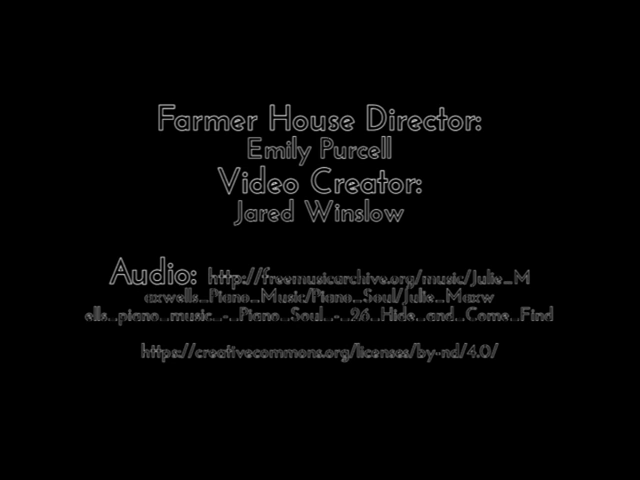 Farmer House Director:
Emily Purcell
Video Creator:
Jared Winslow
Audio: http://freemusicarchive.org/music/Julie_M
axwells_Piano_Music/Piano_Soul/Julie_Maxw
ells_piano_music_-_Piano_Soul_-_26_Hide_and_Come_Find
https://creativecommons.org/licenses/by-nd/4.0/